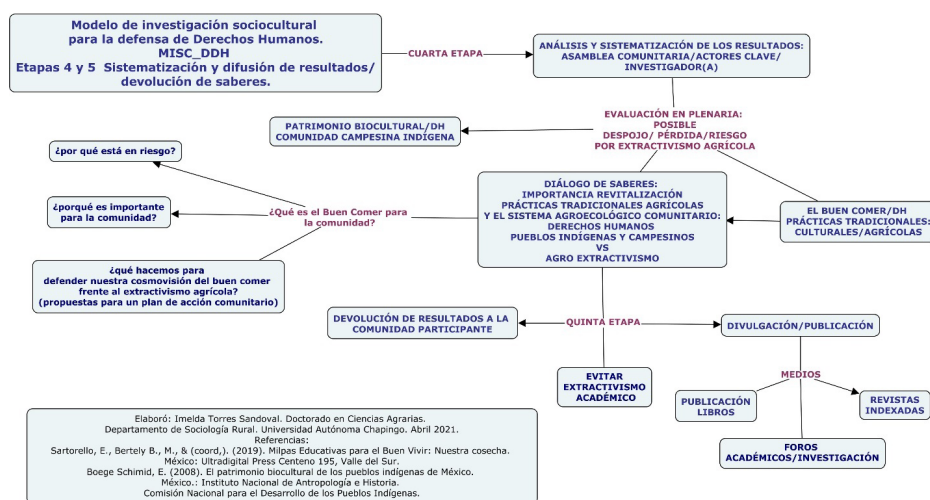 Modelo de investigación sociocultural
para la defensa de Derechos Humanos.
MISC_DDH
Etapas 4 y 5 Sistematización y difusión de resultados/
devolución de saberes.
CUARTA ETAPA
ANÁLISIS Y SISTEMATIZACIÓN DE LOS RESULTADOS:
ASAMBLEA COMUNITARIA/ACTORES CLAVE/
INVESTIGADOR(A)
EVALUACIÓN EN PLENARIA:
POSIBLE
DESPOJO/ PÉRDIDA/RIESGO
POR EXTRACTIVISMO AGRÍCOLA
PATRIMONIO BIOCULTURAL/DH
COMUNIDAD CAMPESINA INDÍGENA
¿por qué está en riesgo?
¿porqué es importante
para la comunidad?
¿Qué es el Buen Comer para
la comunidad?
DIÁLOGO DE SABERES:
IMPORTANCIA REVITALIZACIÓN
PRÁCTICAS TRADICIONALES AGRÍCOLAS
Y EL SISTEMA AGROECOLÓGICO COMUNITARIO:
DERECHOS HUMANOS
PUEBLOS INDÍGENAS Y CAMPESINOS
VS
AGRO EXTRACTIVISMO
EL BUEN COMER/DH
PRÁCTICAS TRADICIONALES:
CULTURALES/AGRÍCOLAS
¿qué hacemos para
defender nuestra cosmovisión del buen comer
frente al extractivismo agrícola?
(propuestas para un plan de acción comunitario)
DEVOLUCIÓN DE RESULTADOS A LA
COMUNIDAD PARTICIPANTE
QUINTA ETAPA
DIVULGACIÓN/PUBLICACIÓN
EVITAR
EXTRACTIVISMO
ACADÉMICO
MEDIOS
PUBLICACIÓN
LIBROS
REVISTAS
INDEXADAS
FOROS
ACADÉMICOS/INVESTIGACIÓN
Elaboró: Imelda Torres Sandoval. Doctorado en Ciencias Agrarias.
Departamento de Sociología Rural. Universidad Autónoma Chapingo. Abril 2021.
Referencias:
Sartorello, E., Bertely B., M., & (coord,). (2019). Milpas Educativas para el Buen Vivir: Nuestra cosecha.
México: Ultradigital Press Centeno 195, Valle del Sur.
Boege Schimid, E. (2008). El patrimonio biocultural de los pueblos indígenas de México.
México.: Instituto Nacional de Antropología e Historia.
Comisión Nacional para el Desarrollo de los Pueblos Indígenas.